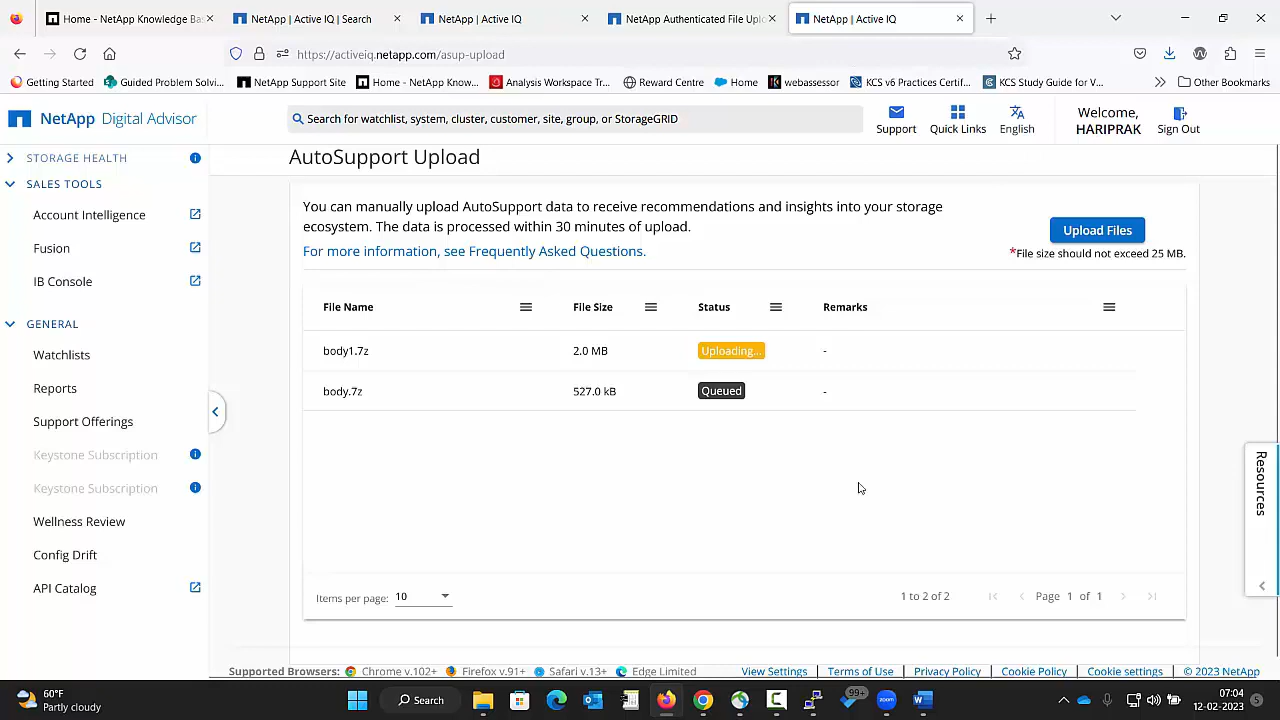 Home - NetApp Knowledge Ba
NetApp | Active IQ | Search
NetApp | Active IQ
NetApp Authenticated File Uplo
NetApp | Active IQ
https://activeiq.netapp.com/asup-upload
Getting Started
Guided Problem Solvi...
NetApp Support Site
Home - NetApp Know...
Analysis Workspace Tr...
Reward Centre
Home
webassessor
KCS v6 Practices Certif...
KCS Study Guide for V...
Other Bookmarks
NetApp Digital Advisor
Search for watchlist, system, cluster, customer, site, group, or StorageGRID
Support
Quick Links
English
Welcome,
HARIPRAK
Sign Out
STORAGE HEALTH
SALES TOOLS
Account Intelligence
Fusion
IB Console
GENERAL
Watchlists
Reports
Support Offerings
Keystone Subscription
Keystone Subscription
Wellness Review
Config Drift
API Catalog
AutoSupport Upload
You can manually upload AutoSupport data to receive recommendations and insights into your storage
ecosystem. The data is processed within 30 minutes of upload.
For more information, see Frequently Asked Questions.
Upload Files
*File size should not exceed 25 MB.
File Name File Size Status Remarks
body1.7z 2.0 MB Uploading... -
body.7z 527.0 kB Queued -
Items per page: 10
1 to 2 of 2
Page 1 of 1
Resources
Supported Browsers: Chrome v.102+ Firefox v.91+ Safari v.13+ Edge Limited
View Settings | Terms of Use | Privacy Policy | Cookie Policy | Cookie settings | © 2023 NetApp
60°F
Partly cloudy
Search
99+
zoom
07:04
12-02-2023
5